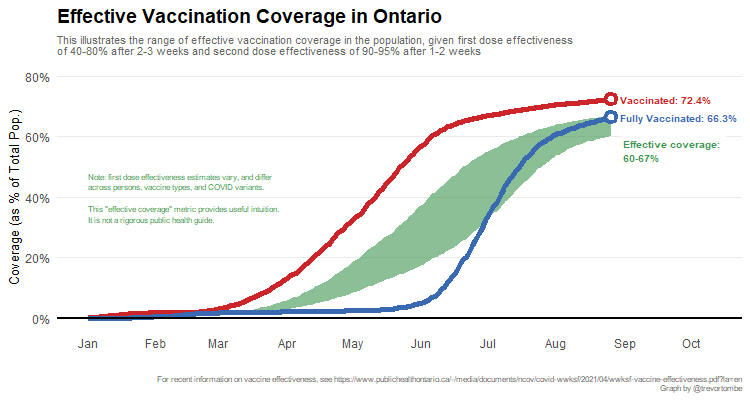 Effective Vaccination Coverage in Ontario
This illustrates the range of effective vaccination coverage in the population, given first dose effectiveness
of 40-80% after 2-3 weeks and second dose effectiveness of 90-95% after 1-2 weeks
Coverage (as % of Total Pop.)
80%
60%
40%
20%
0%
Vaccinated: 72.4%
Fully Vaccinated: 66.3%
Effective coverage:
60-67%
Note: first dose effectiveness estimates vary, and differ
across persons, vaccine types, and COVID variants.
This "effective coverage" metric provides useful intuition.
It is not a rigorous public health guide.
Jan Feb Mar Apr May Jun Jul Aug Sep Oct
For recent information on vaccine effectiveness, see https://www.publichealthontario.ca/-/media/documents/ncov/covid-wwksf/2021/04/wwksf-vaccine-effectiveness.pdf?la=en
Graph by @trevortombe